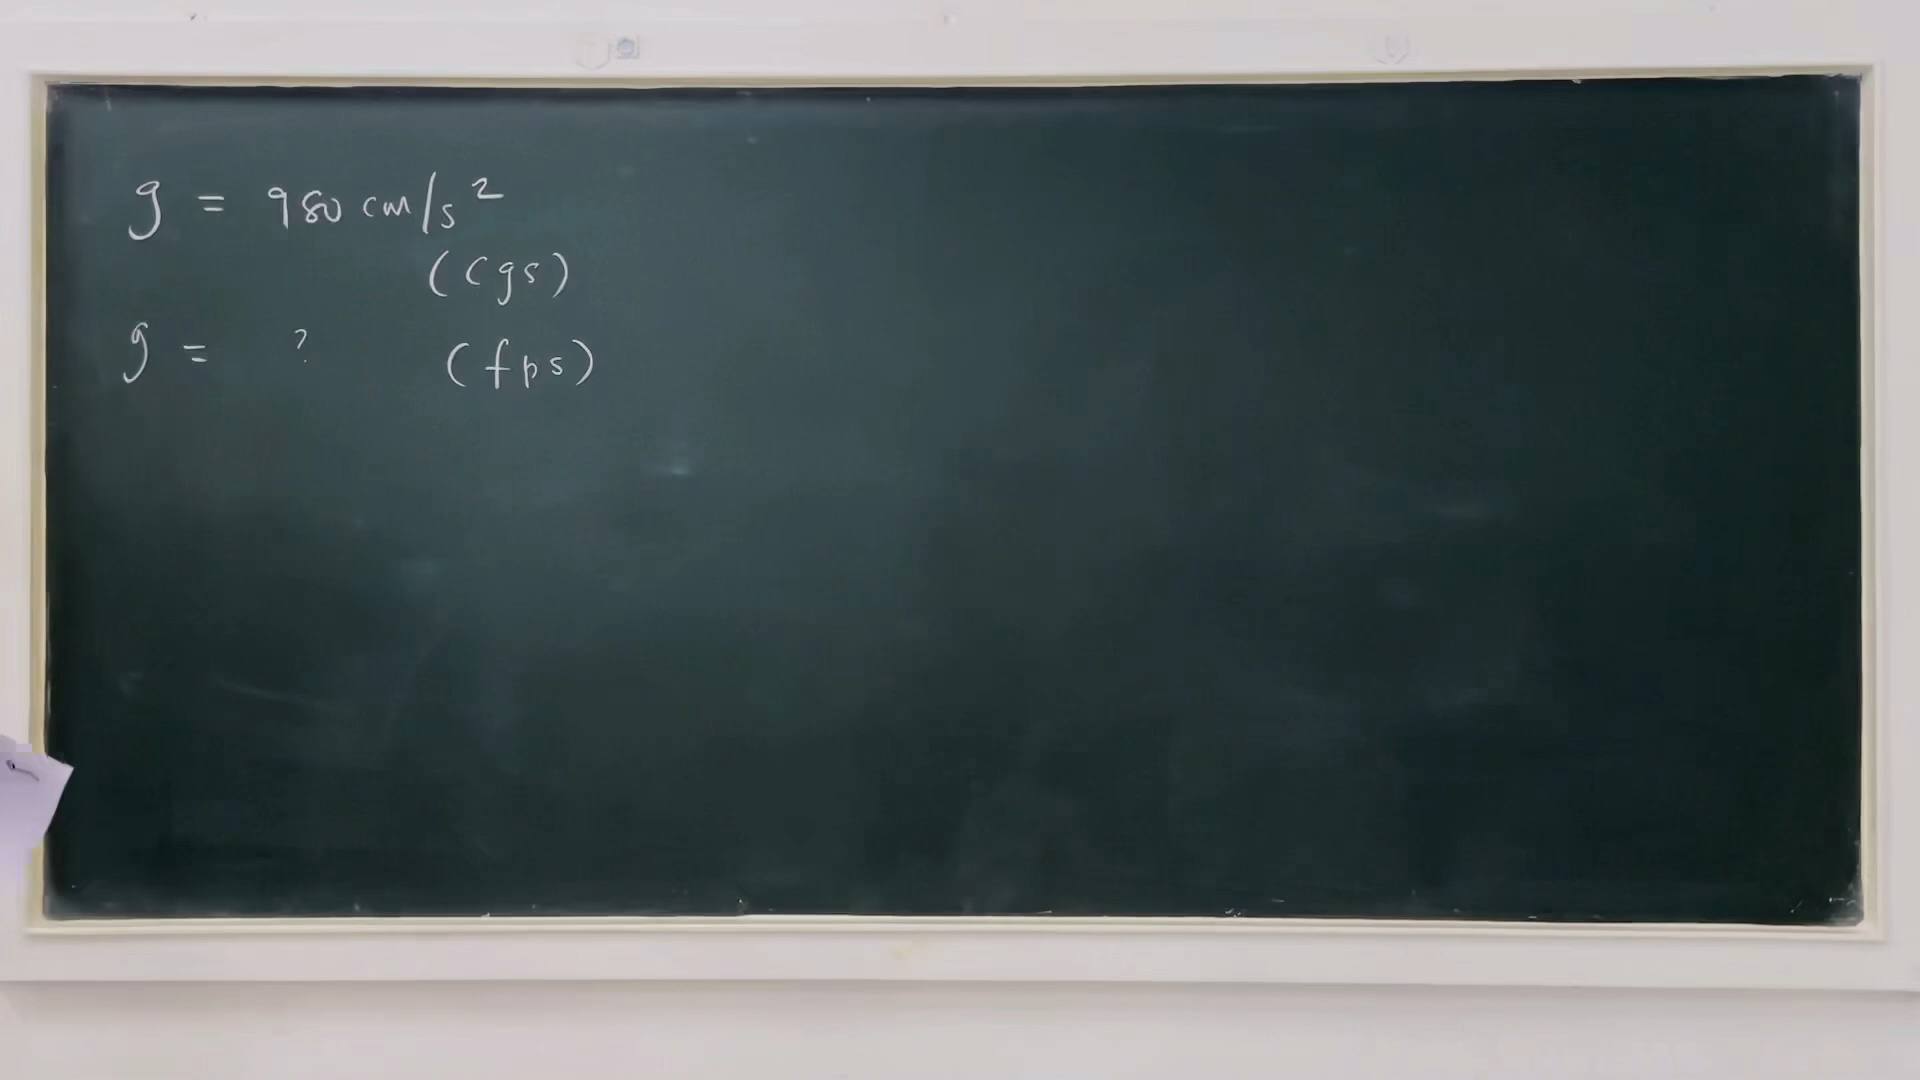 g = 980 cm/s²
(cgs)
g = ? (fps)